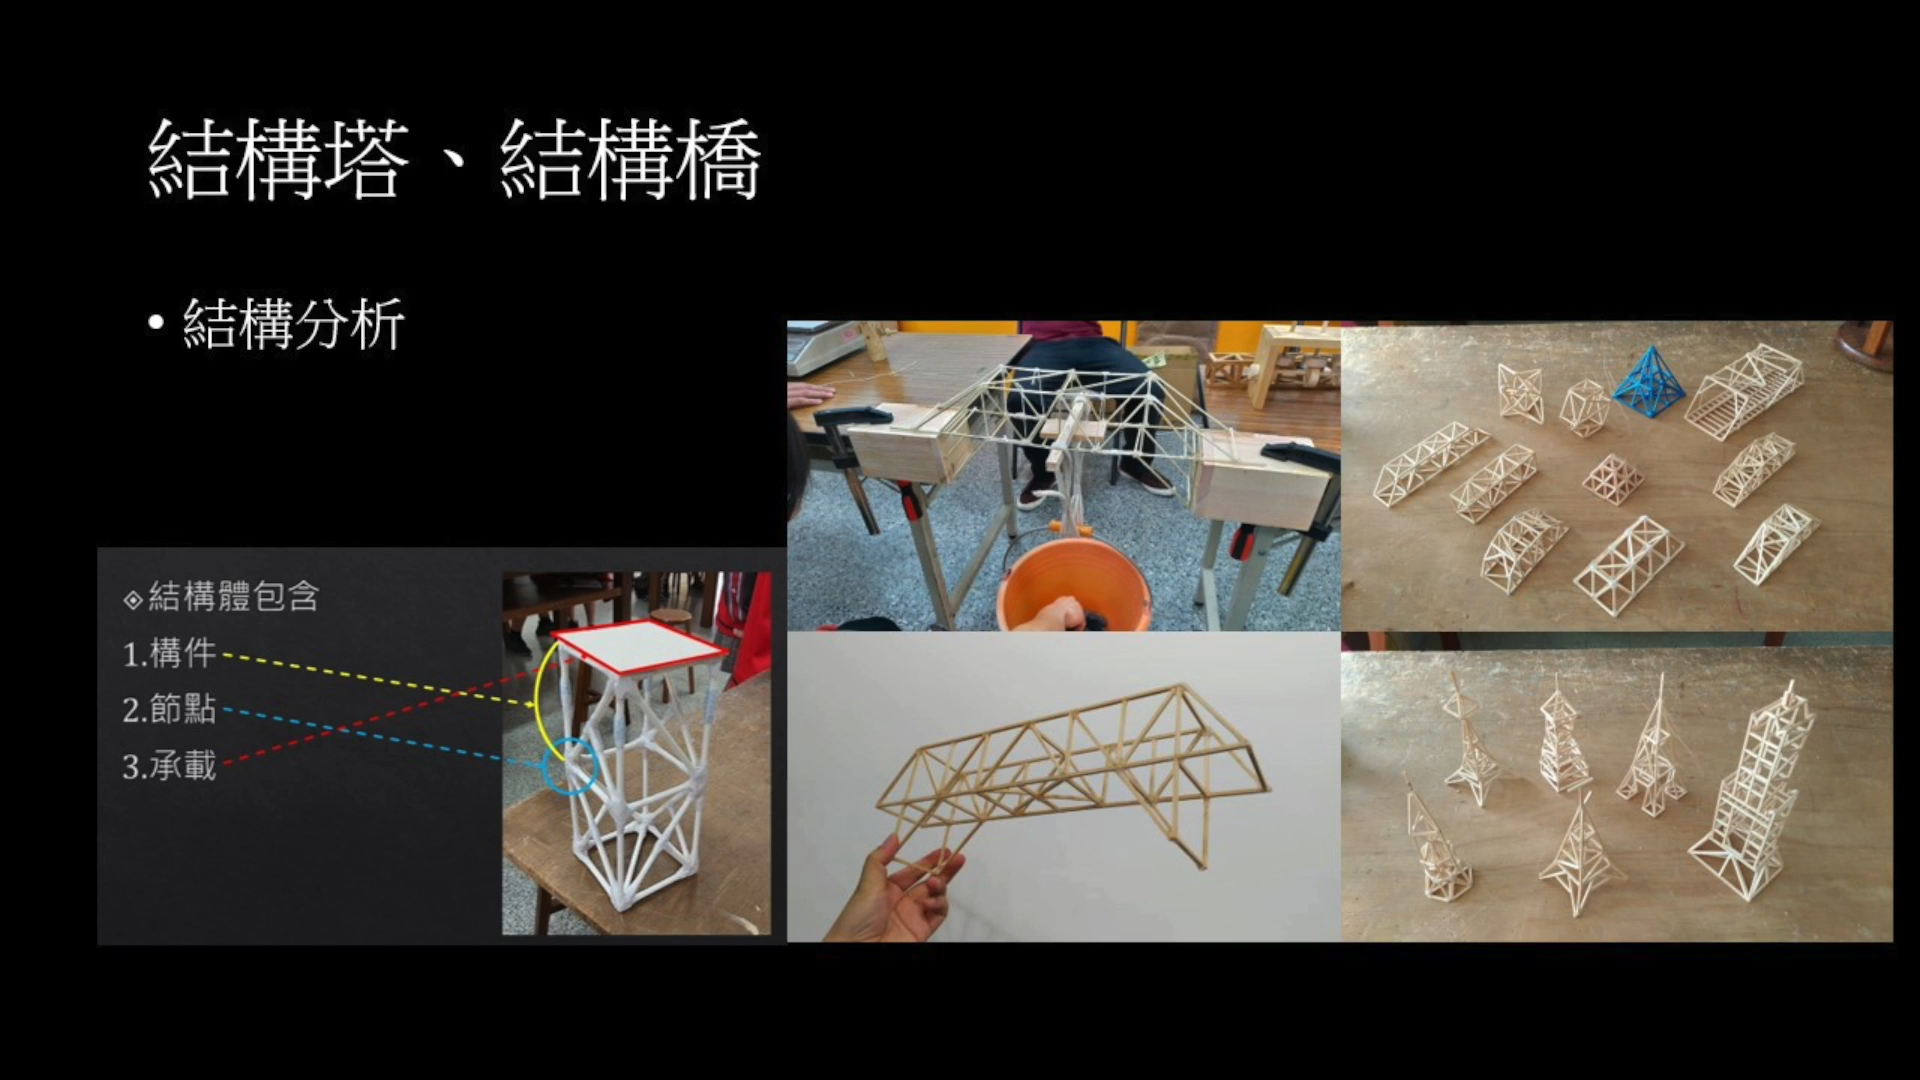 結構塔、結構橋
• 結構分析
◈結構體包含
1.構件
2.節點
3.承載